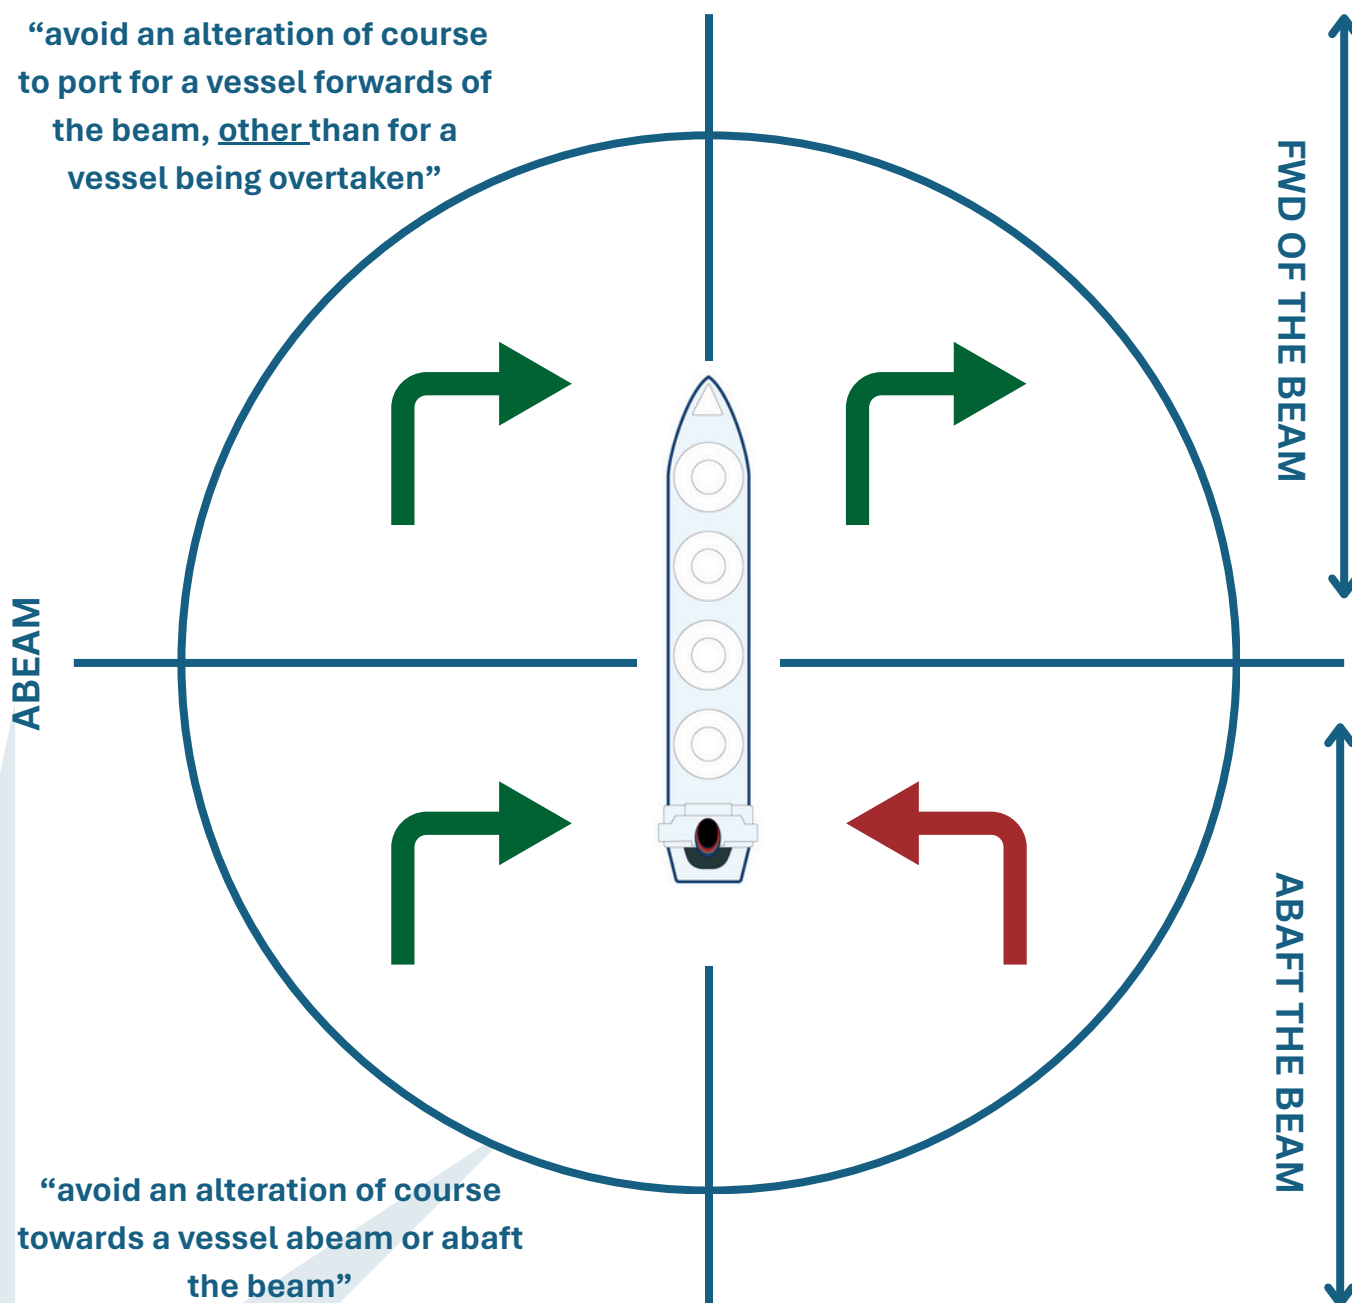 “avoid an alteration of course
to port for a vessel forwards of
the beam, other than for a
vessel being overtaken”
FWD OF THE BEAM
ABEAM
ABAFT THE BEAM
“avoid an alteration of course
towards a vessel abeam or abaft
the beam”